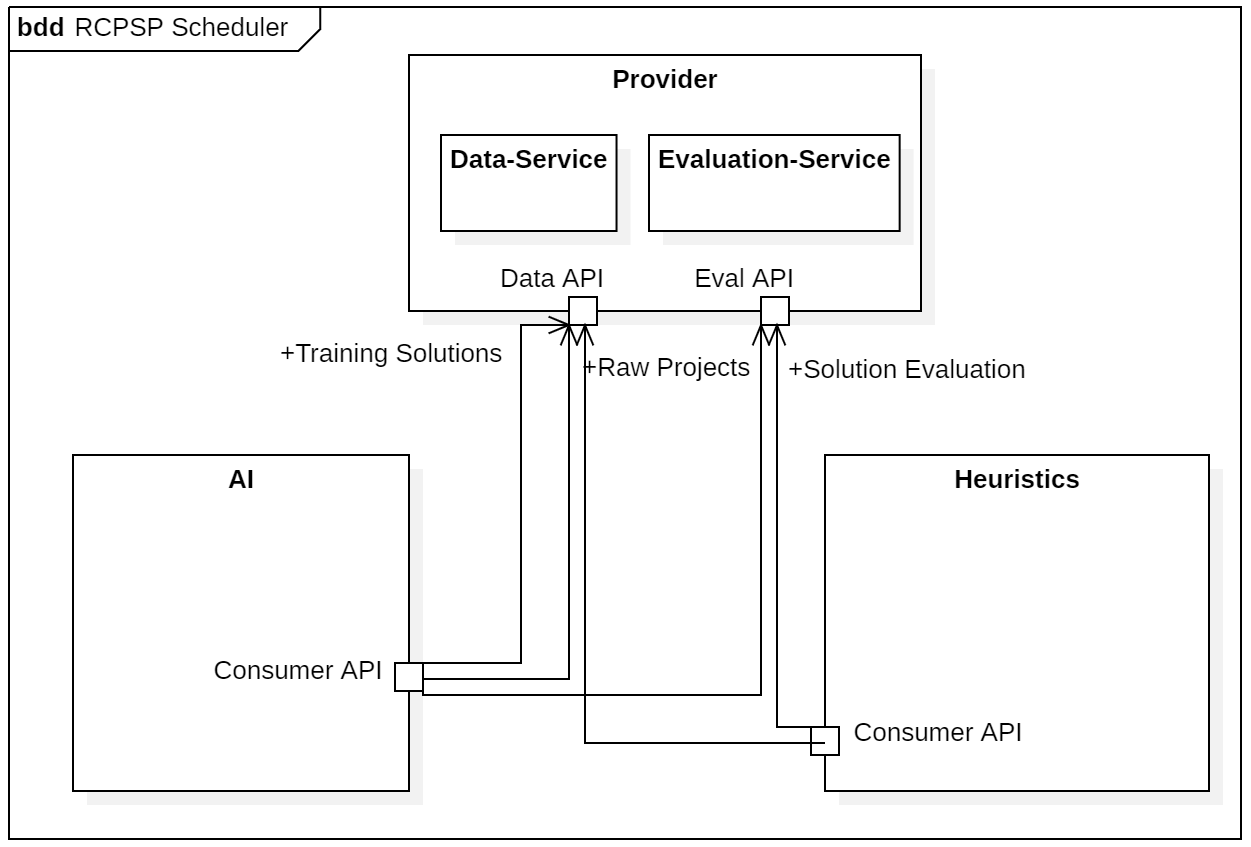 bdd RCPSP Scheduler
Provider
Data-Service
Evaluation-Service
Data API
Eval API
+Training Solutions
+Raw Projects
+Solution Evaluation
AI
Heuristics
Consumer API
Consumer API